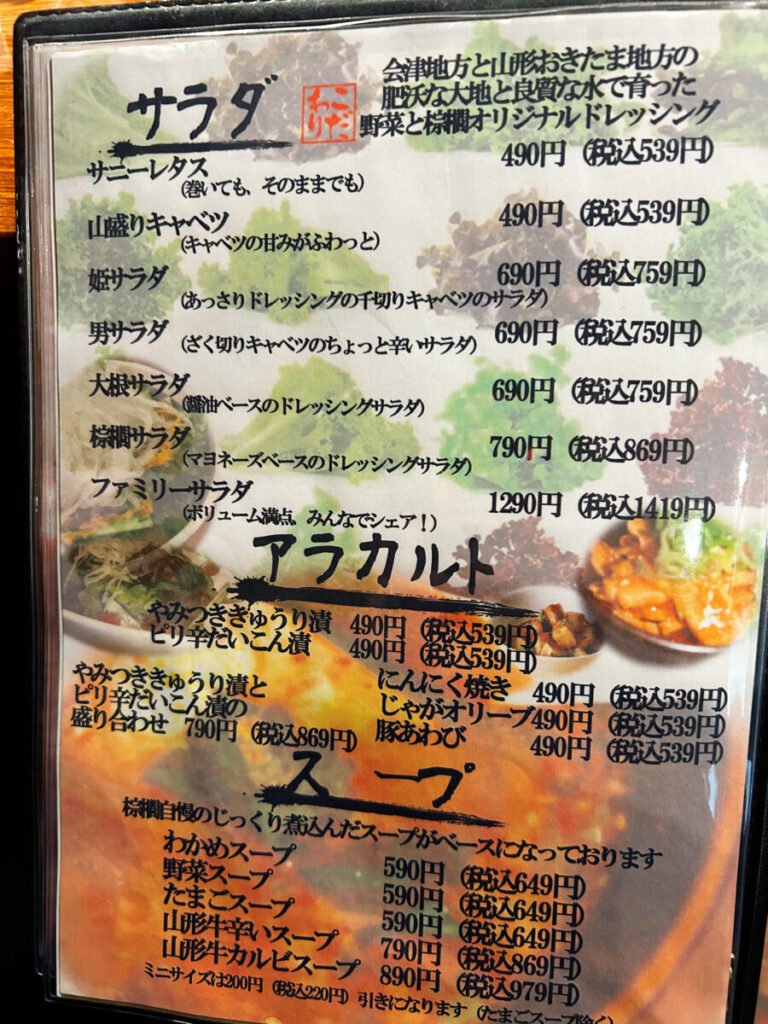 サラダ
こだわり
会津地方と山形おきたま地方の
肥沃な大地と良質な水で育った
野菜と棕櫚オリジナルドレッシング
サニーレタス 490円 (税込539円)
(巻いても、そのままでも)
山盛りキャベツ 490円 (税込539円)
(キャベツの甘みがふわっと)
姫サラダ 690円 (税込759円)
(あっさりドレッシングの千切りキャベツのサラダ)
男サラダ 690円 (税込759円)
(ざく切りキャベツのちょっと辛いサラダ)
大根サラダ 690円 (税込759円)
(醤油ベースのドレッシングサラダ)
棕櫚サラダ 790円 (税込869円)
(マヨネーズベースのドレッシングサラダ)
ファミリーサラダ 1290円 (税込1419円)
(ボリューム満点。みんなでシェア！)
アラカルト
やみつききゅうり漬 490円 (税込539円)
ピリ辛だいこん漬 490円 (税込539円)
やみつききゅうり漬と
ピリ辛だいこん漬の
盛り合わせ 790円 (税込869円)
にんにく焼き 490円 (税込539円)
じゃがオリーブ 490円 (税込539円)
豚あわび 490円 (税込539円)
スープ
棕櫚自慢のじっくり煮込んだスープがベースになっております
わかめスープ 590円 (税込649円)
野菜スープ 590円 (税込649円)
たまごスープ 590円 (税込649円)
山形牛辛いスープ 790円 (税込869円)
山形牛カルビスープ 890円 (税込979円)
ミニサイズは200円 (税込220円) 引きになります (たまごスープ除く)